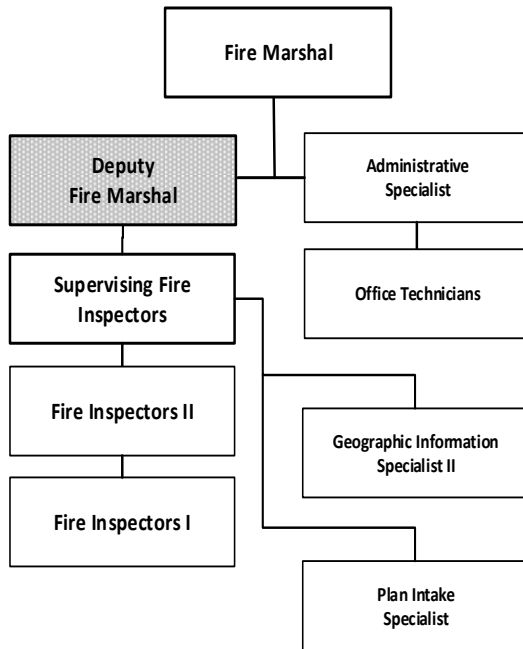 Fire Marshal
Deputy
Fire Marshal
Administrative
Specialist
Supervising Fire
Inspectors
Office Technicians
Fire Inspectors II
Geographic Information
Specialist II
Fire Inspectors I
Plan Intake
Specialist